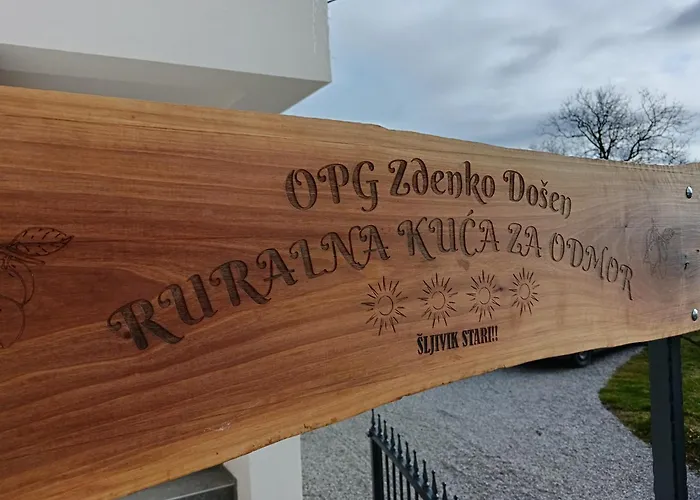 OPG Zdenko Došen
RURALNA KUĆA ZA ODMOR
ŠLJIVIK STARI!!